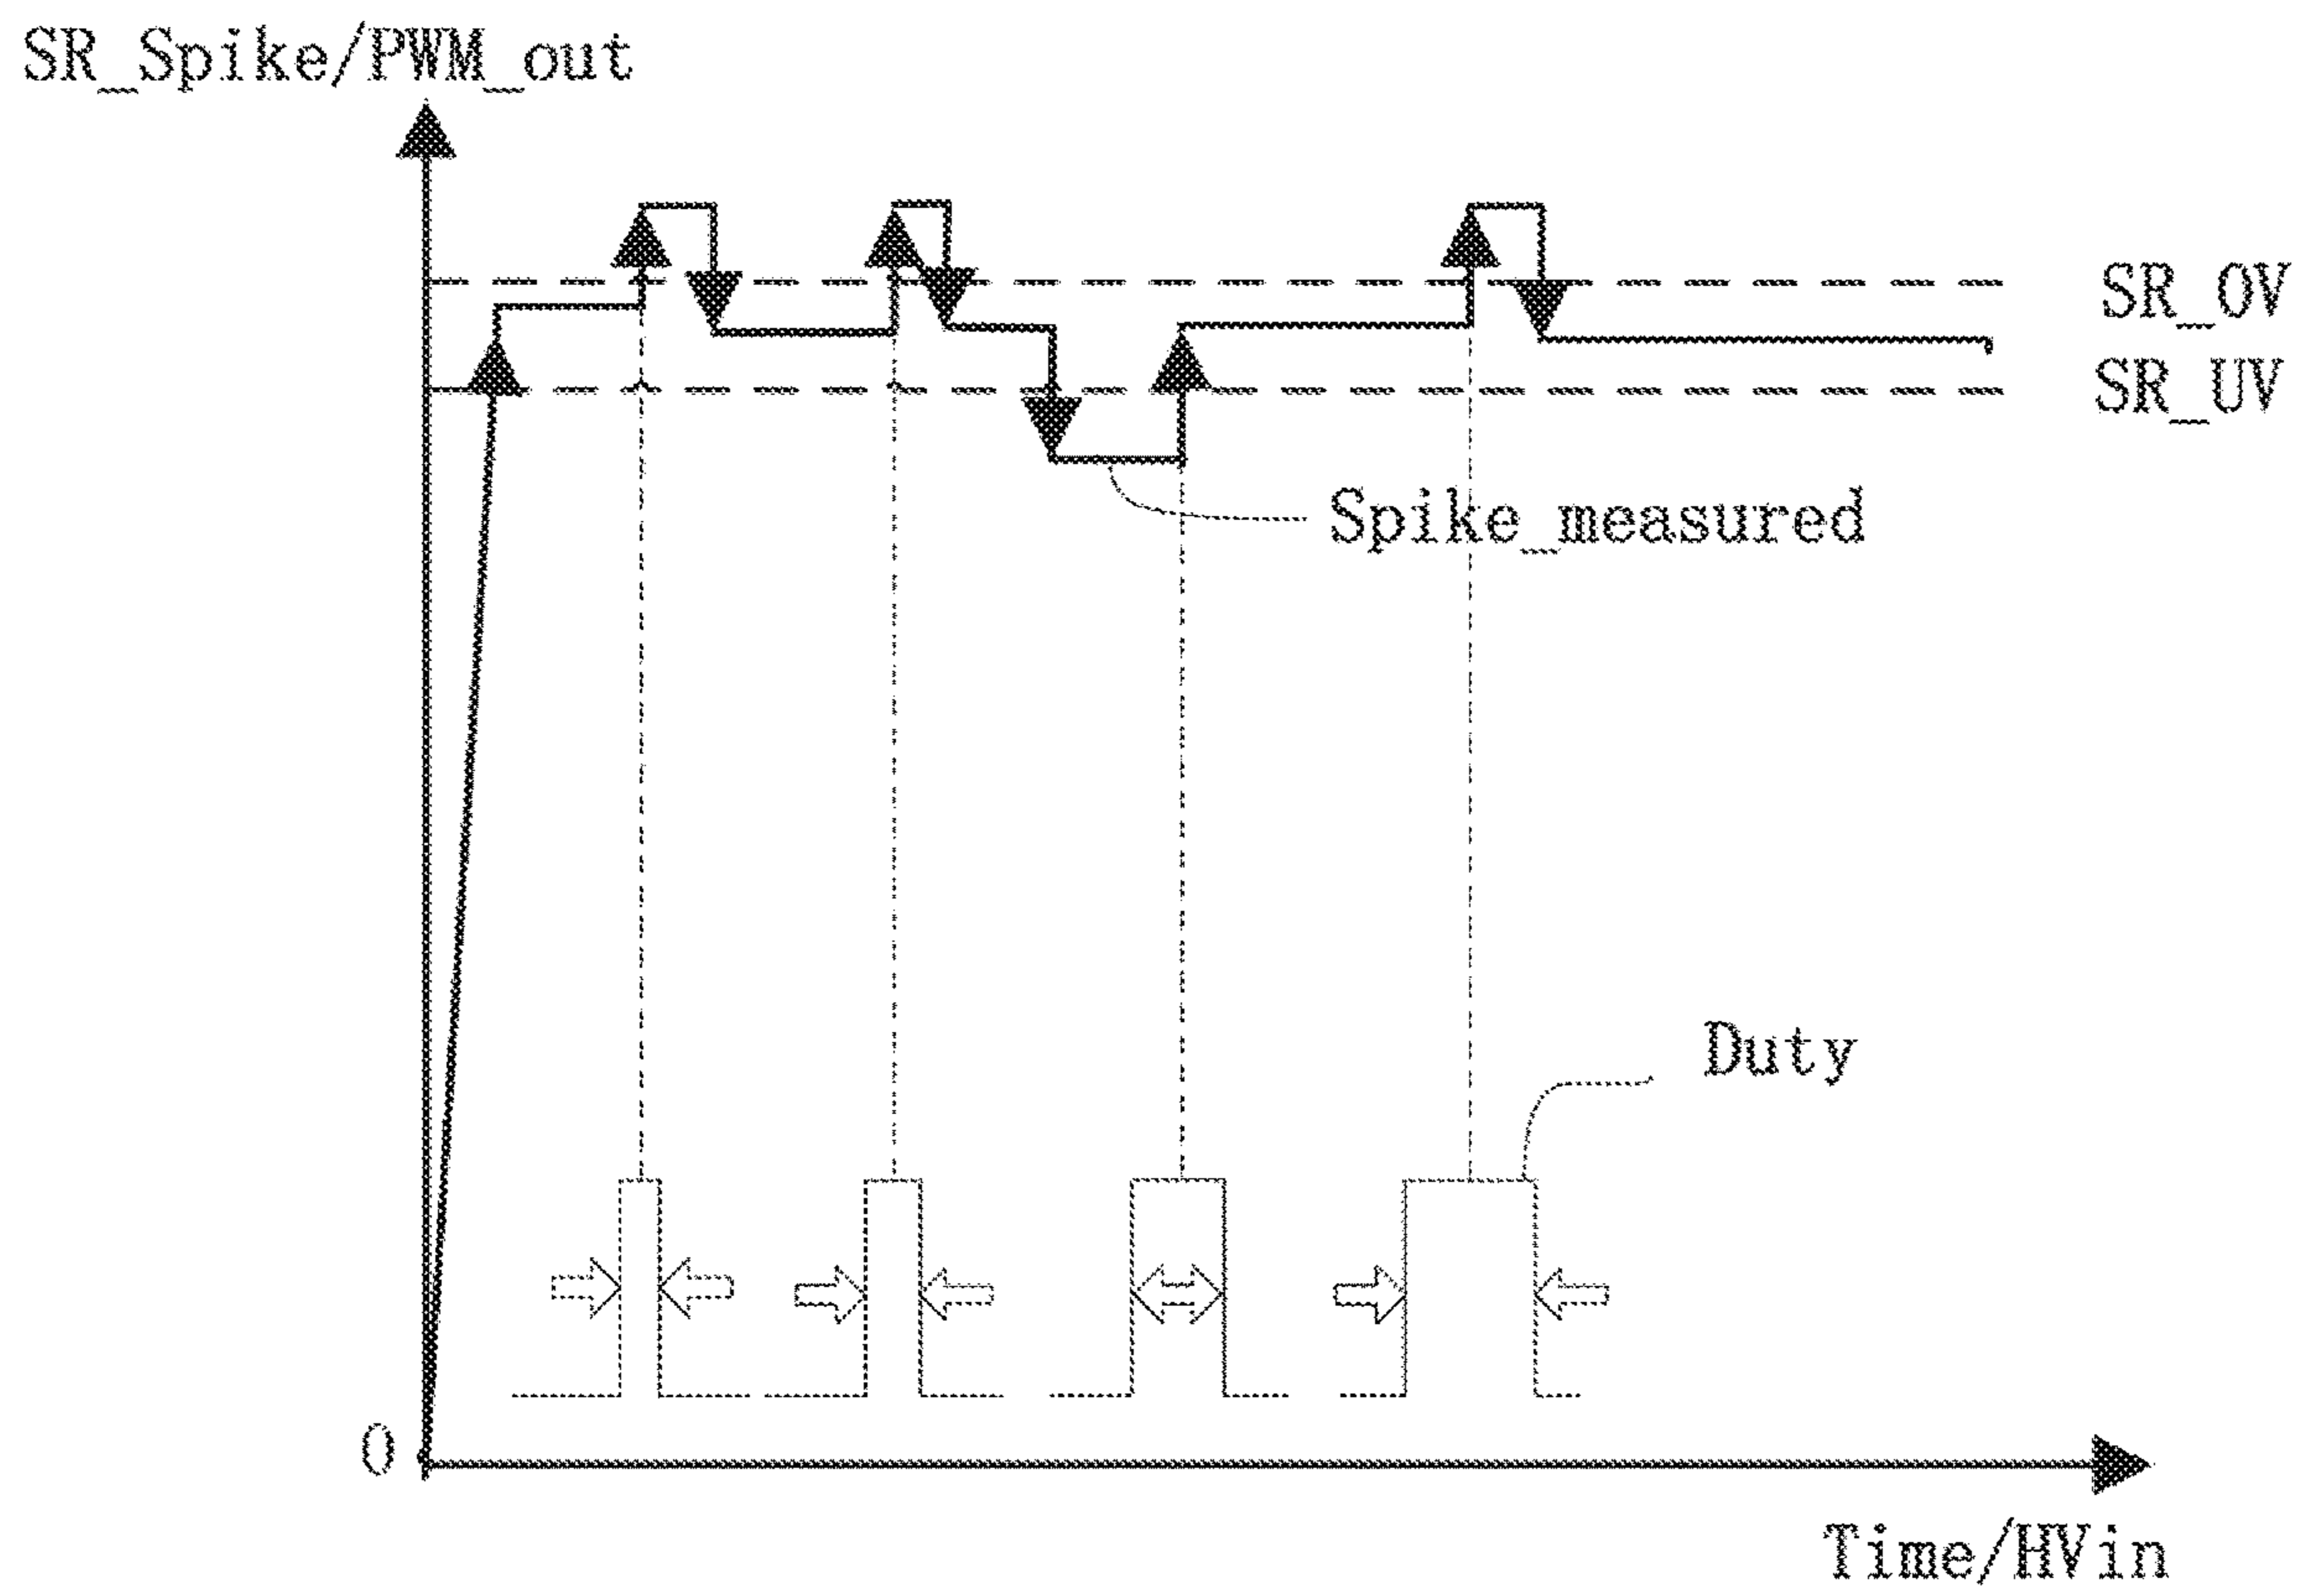 SR_Spike/PWM_out
SR_OV
SR_UV
Spike_measured
Duty
0
Time/HVin